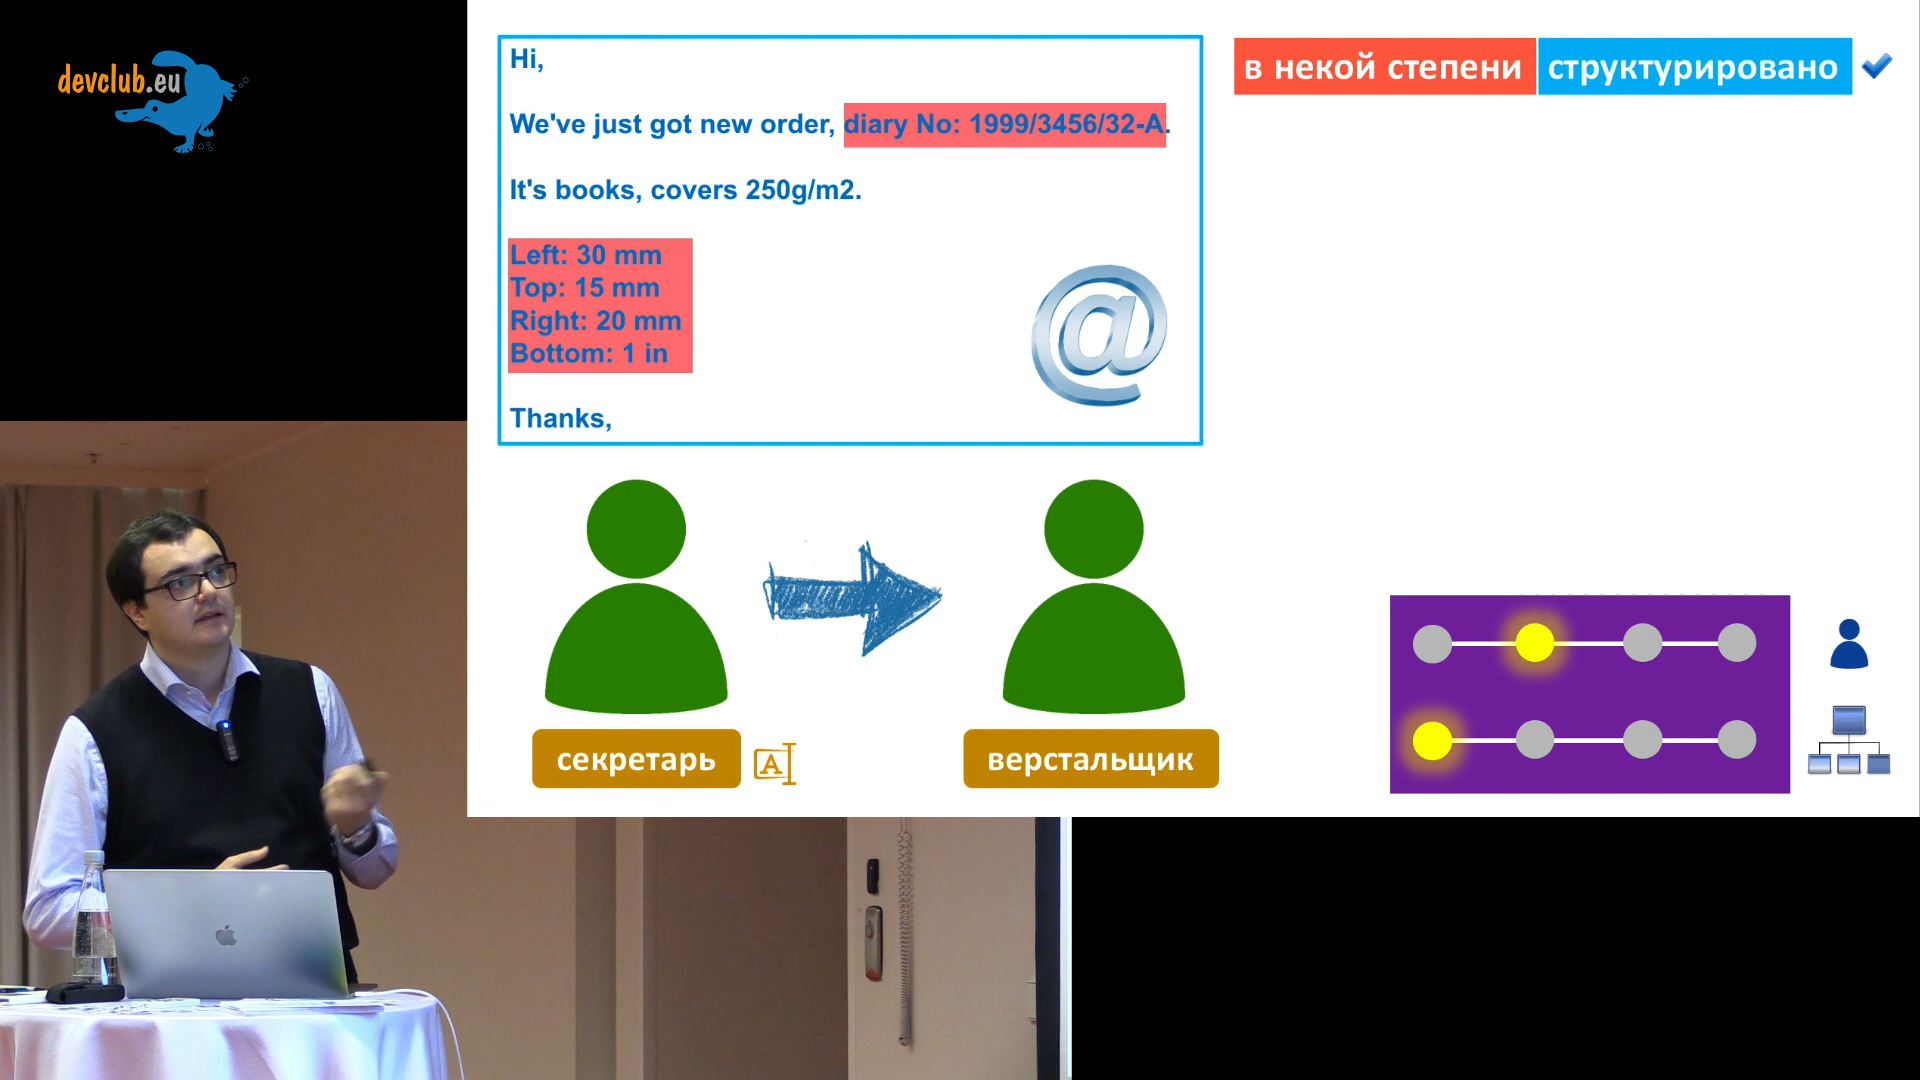 devclub.eu
Hi,
We've just got new order, diary No: 1999/3456/32-A.
It's books, covers 250g/m2.
Left: 30 mm
Top: 15 mm
Right: 20 mm
Bottom: 1 in
@
Thanks,
в некой степени структурировано
секретарь
A
верстальщик